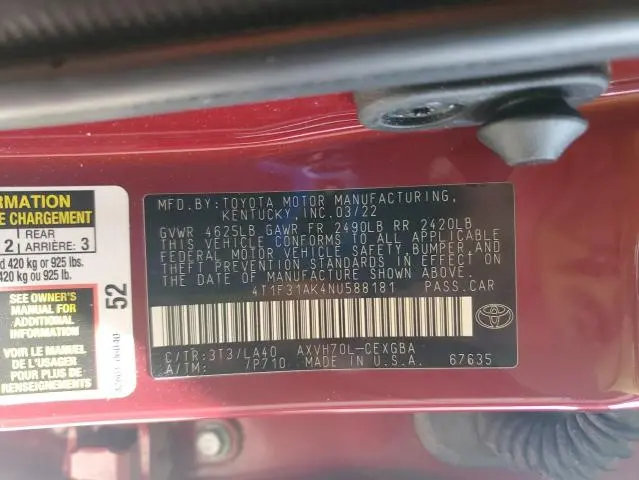 RMATION
E CHARGEMENT
REAR
2 ARRIÈRE: 3
d 420 kg or 925 lbs.
420 kg ou 925 lb.
SEE OWNER'S
MANUAL FOR
ADDITIONAL
INFORMATION
VOIR LE MANUEL
DE L'USAGER
POUR PLUS DE
RENSEIGNEMENTS
52
MFD.BY: TOYOTA MOTOR MANUFACTURING,
KENTUCKY, INC. 03/22
GVWR 4625LB GAWR FR 2490LB RR 2420LB
THIS VEHICLE CONFORMS TO ALL APPLICABLE
FEDERAL MOTOR VEHICLE SAFETY, BUMPER, AND
THEFT PREVENTION STANDARDS IN EFFECT ON
THE DATE OF MANUFACTURE SHOWN ABOVE.
4T1F31AK4NU588181 PASS.CAR
C/TR: 3T3/LA40 AXVH70L-CEXGBA
A/TM: 7P710 MADE IN U.S.A. 67635
TOYOTA